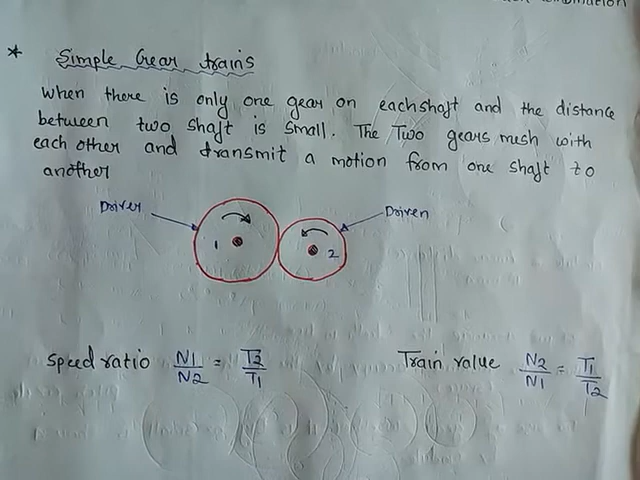 * Simple Gear trains
when there is only one gear on each shaft and the distance
between two shaft is small. The Two gears mesh with
each other and transmit a motion from one shaft to
another
Driver
Driven
1
2
Speed ratio N1/N2 = T2/T1
Train value N2/N1 = T1/T2